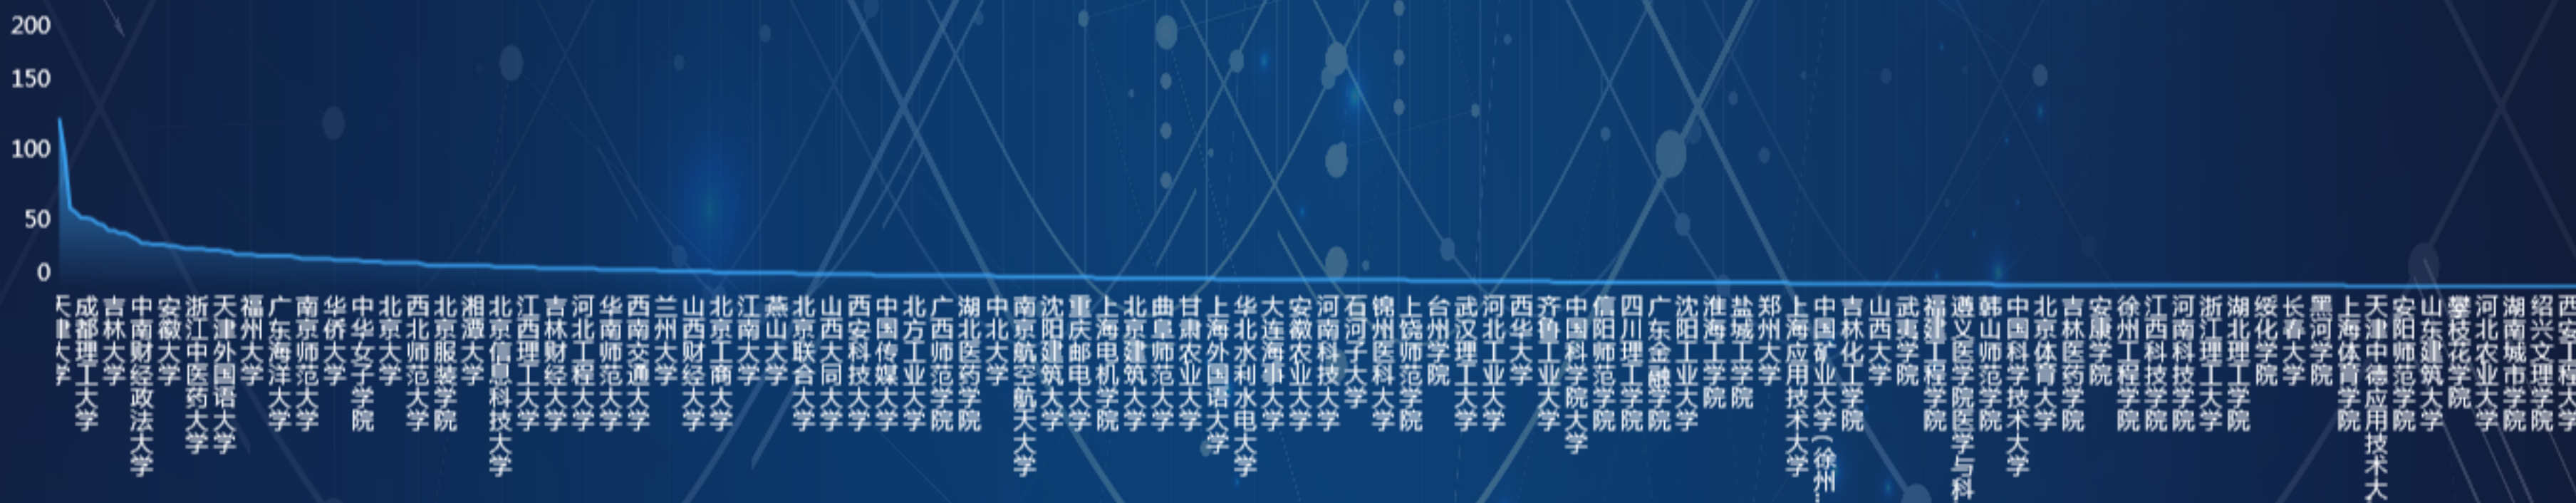 200
150
100
50
0
天津大学
成都理工大学
吉林大学
中南财经政法大学
安徽大学
浙江中医药大学
天津外国语大学
福州大学
广东海洋大学
南京师范大学
华侨大学
中华女子学院
北京大学
西北师范大学
北京服装学院
湘潭大学
北京信息科技大学
江西理工大学
吉林财经大学
河北工程大学
华南师范大学
西南交通大学
兰州大学
山西财经大学
北京工商大学
江南大学
燕山大学
北京联合大学
山西大同大学
西安科技大学
中国传媒大学
北方工业大学
广西师范学院
湖北医药学院
中北大学
南京航空航天大学
沈阳建筑大学
重庆邮电大学
上海电机学院
北京建筑大学
曲阜师范大学
甘肃农业大学
上海外国语大学
华北水利水电大学
大连海事大学
安徽农业大学
河南科技大学
石河子大学
锦州医科大学
上饶师范学院
台州学院
武汉理工大学
河北工业大学
西华大学
齐鲁工业大学
中国科学院大学
信阳师范学院
四川理工学院
广东金融学院
沈阳工业大学
淮海工学院
盐城工学院
郑州大学
上海应用技术大学
中国矿业大学(徐州...
吉林化工学院
山西大学
武夷学院
福建工程学院
遵义医学院医学与科
韩山师范学院
中国科学技术大学
北京体育大学
吉林医药学院
安康学院
徐州工程学院
江西科技学院
河南科技学院
浙江理工大学
湖北理工学院
绥化学院
长春大学
黑河学院
上海体育学院
天津中德应用技术大
安阳师范学院
山东建筑大学
攀枝花学院
河北农业大学
湖南城市学院
绍兴文理学院
西安工程大学